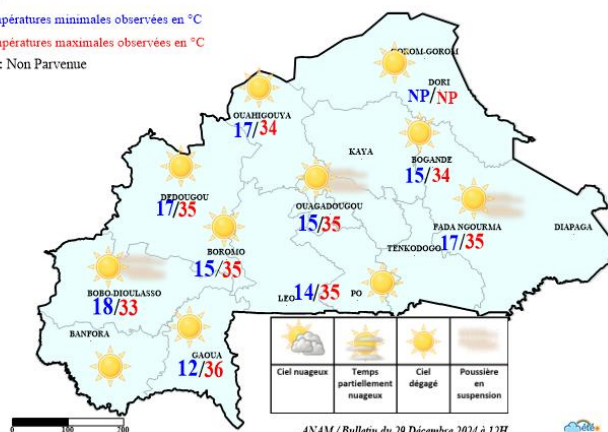 mpératures minimales observées en °C
mpératures maximales observées en °C
: Non Parvenue
GOROM-GOROM
DORI
NP/NP
OUAHIGOUYA
17/34
KAYA
BOGANDE
15/34
DEDOUGOU
17/35
OUAGADOUGOU
15/35
FADA NGOURMA
17/35
DIAPAGA
TENKODOGO
BOROMO
15/35
BOBO-DIOULASSO
18/33
LEO
14/35
PO
BANFORA
GAOUA
12/36
Ciel nuageux
Temps partiellement nuageux
Ciel dégagé
Poussière en suspension
0 100 200
ANAM / Bulletin du 29 Décembre 2024 à 12H
été